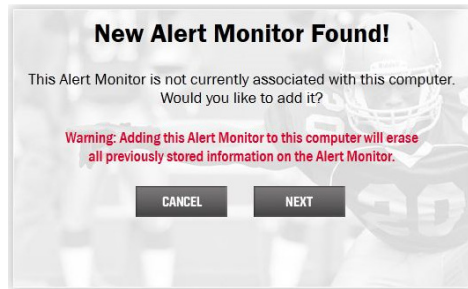 New Alert Monitor Found!
This Alert Monitor is not currently associated with this computer.
Would you like to add it?
Warning: Adding this Alert Monitor to this computer will erase
all previously stored information on the Alert Monitor.
CANCEL
NEXT